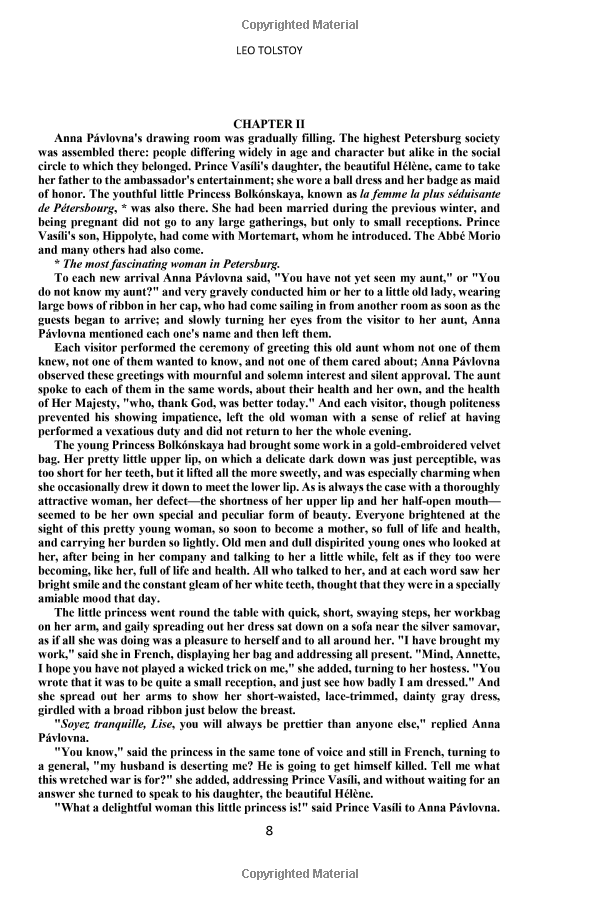 Copyrighted Material
LEO TOLSTOY
CHAPTER II
Anna Pávlovna's drawing room was gradually filling. The highest Petersburg society
was assembled there: people differing widely in age and character but alike in the social
circle to which they belonged. Prince Vasíli's daughter, the beautiful Hélène, came to take
her father to the ambassador's entertainment; she wore a ball dress and her badge as maid
of honor. The youthful little Princess Bolkónskaya, known as la femme la plus séduisante
de Pétersbourg, * was also there. She had been married during the previous winter, and
being pregnant did not go to any large gatherings, but only to small receptions. Prince
Vasíli's son, Hippolyte, had come with Mortemart, whom he introduced. The Abbé Morio
and many others had also come.
* The most fascinating woman in Petersburg.
To each new arrival Anna Pávlovna said, "You have not yet seen my aunt," or "You
do not know my aunt?" and very gravely conducted him or her to a little old lady, wearing
large bows of ribbon in her cap, who had come sailing in from another room as soon as the
guests began to arrive; and slowly turning her eyes from the visitor to her aunt, Anna
Pávlovna mentioned each one's name and then left them.
Each visitor performed the ceremony of greeting this old aunt whom not one of them
knew, not one of them wanted to know, and not one of them cared about; Anna Pávlovna
observed these greetings with mournful and solemn interest and silent approval. The aunt
spoke to each of them in the same words, about their health and her own, and the health
of Her Majesty, "who, thank God, was better today." And each visitor, though politeness
prevented his showing impatience, left the old woman with a sense of relief at having
performed a vexatious duty and did not return to her the whole evening.
The young Princess Bolkónskaya had brought some work in a gold-embroidered velvet
bag. Her pretty little upper lip, on which a delicate dark down was just perceptible, was
too short for her teeth, but it lifted all the more sweetly, and was especially charming when
she occasionally drew it down to meet the lower lip. As is always the case with a thoroughly
attractive woman, her defect—the shortness of her upper lip and her half-open mouth—
seemed to be her own special and peculiar form of beauty. Everyone brightened at the
sight of this pretty young woman, so soon to become a mother, so full of life and health,
and carrying her burden so lightly. Old men and dull dispirited young ones who looked at
her, after being in her company and talking to her a little while, felt as if they too were
becoming, like her, full of life and health. All who talked to her, and at each word saw her
bright smile and the constant gleam of her white teeth, thought that they were in a specially
amiable mood that day.
The little princess went round the table with quick, short, swaying steps, her workbag
on her arm, and gaily spreading out her dress sat down on a sofa near the silver samovar,
as if all she was doing was a pleasure to herself and to all around her. "I have brought my
work," said she in French, displaying her bag and addressing all present. "Mind, Annette,
I hope you have not played a wicked trick on me," she added, turning to her hostess. "You
wrote that it was to be quite a small reception, and just see how badly I am dressed." And
she spread out her arms to show her short-waisted, lace-trimmed, dainty gray dress,
girdled with a broad ribbon just below the breast.
"Soyez tranquille, Lise, you will always be prettier than anyone else," replied Anna
Pávlovna.
"You know," said the princess in the same tone of voice and still in French, turning to
a general, "my husband is deserting me? He is going to get himself killed. Tell me what
this wretched war is for?" she added, addressing Prince Vasíli, and without waiting for an
answer she turned to speak to his daughter, the beautiful Hélène.
"What a delightful woman this little princess is!" said Prince Vasíli to Anna Pávlovna.
8
Copyrighted Material